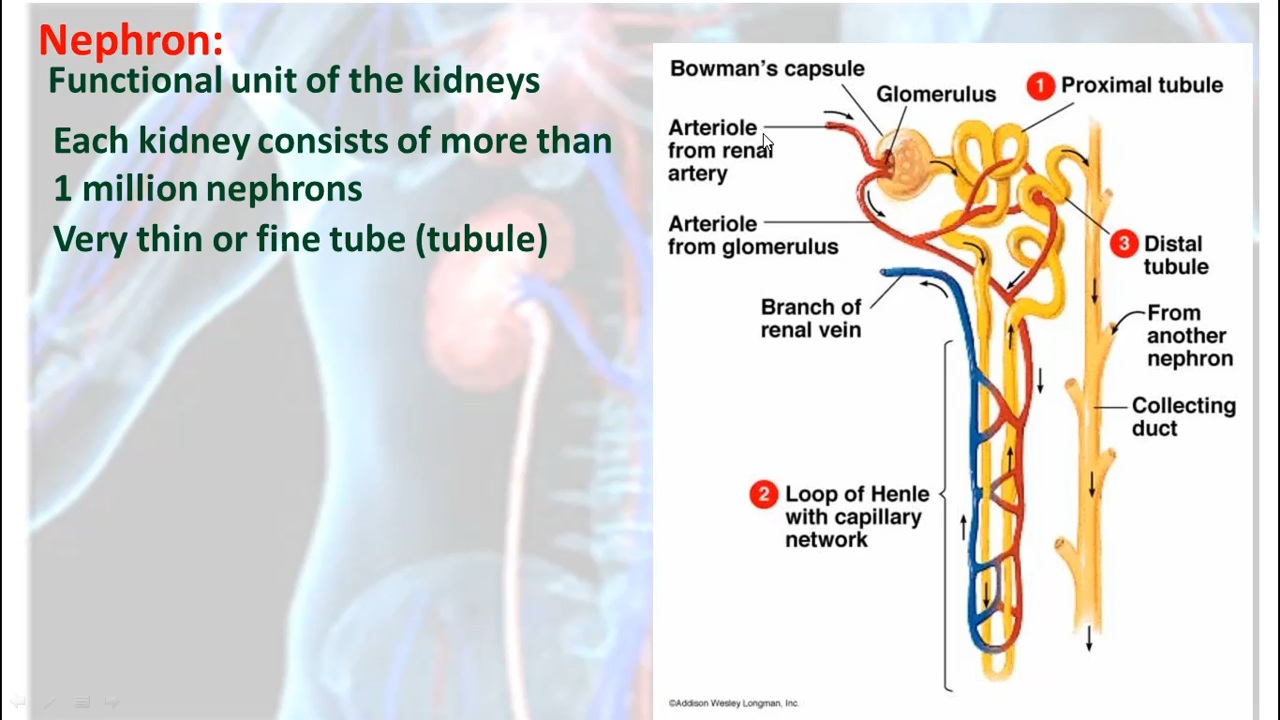 Nephron:
Functional unit of the kidneys
Each kidney consists of more than
1 million nephrons
Very thin or fine tube (tubule)
Bowman's capsule
Glomerulus
1 Proximal tubule
Arteriole
from renal
artery
Arteriole
from glomerulus
3 Distal
tubule
Branch of
renal vein
From
another
nephron
Collecting
duct
2 Loop of Henle
with capillary
network
©Addison Wesley Longman, Inc.